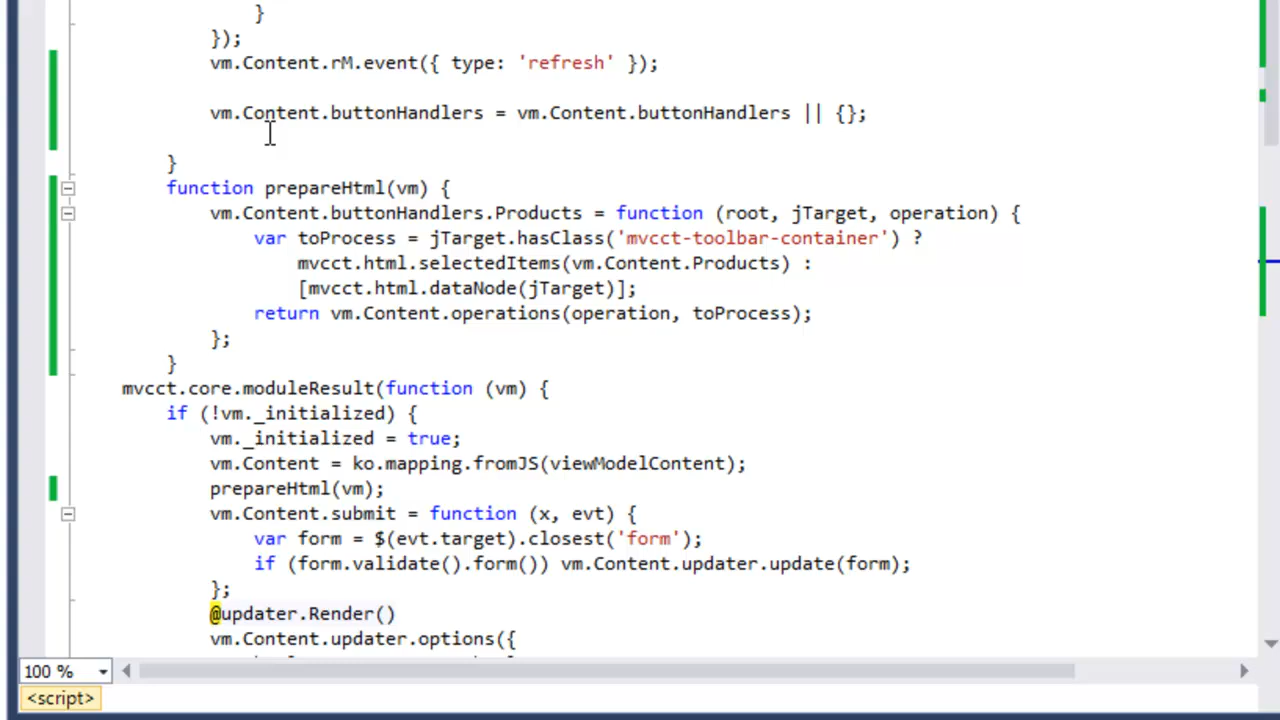 }
});
vm.Content.rM.event({ type: 'refresh' });
vm.Content.buttonHandlers = vm.Content.buttonHandlers || {};
}
function prepareHtml(vm) {
vm.Content.buttonHandlers.Products = function (root, jTarget, operation) {
var toProcess = jTarget.hasClass('mvcct-toolbar-container') ?
mvcct.html.selectedItems(vm.Content.Products) :
[mvcct.html.dataNode(jTarget)];
return vm.Content.operations(operation, toProcess);
};
}
mvcct.core.moduleResult(function (vm) {
if (!vm._initialized) {
vm._initialized = true;
vm.Content = ko.mapping.fromJS(viewModelContent);
prepareHtml(vm);
vm.Content.submit = function (x, evt) {
var form = $(evt.target).closest('form');
if (form.validate().form()) vm.Content.updater.update(form);
};
@updater.Render()
vm.Content.updater.options({
100 %
<script>